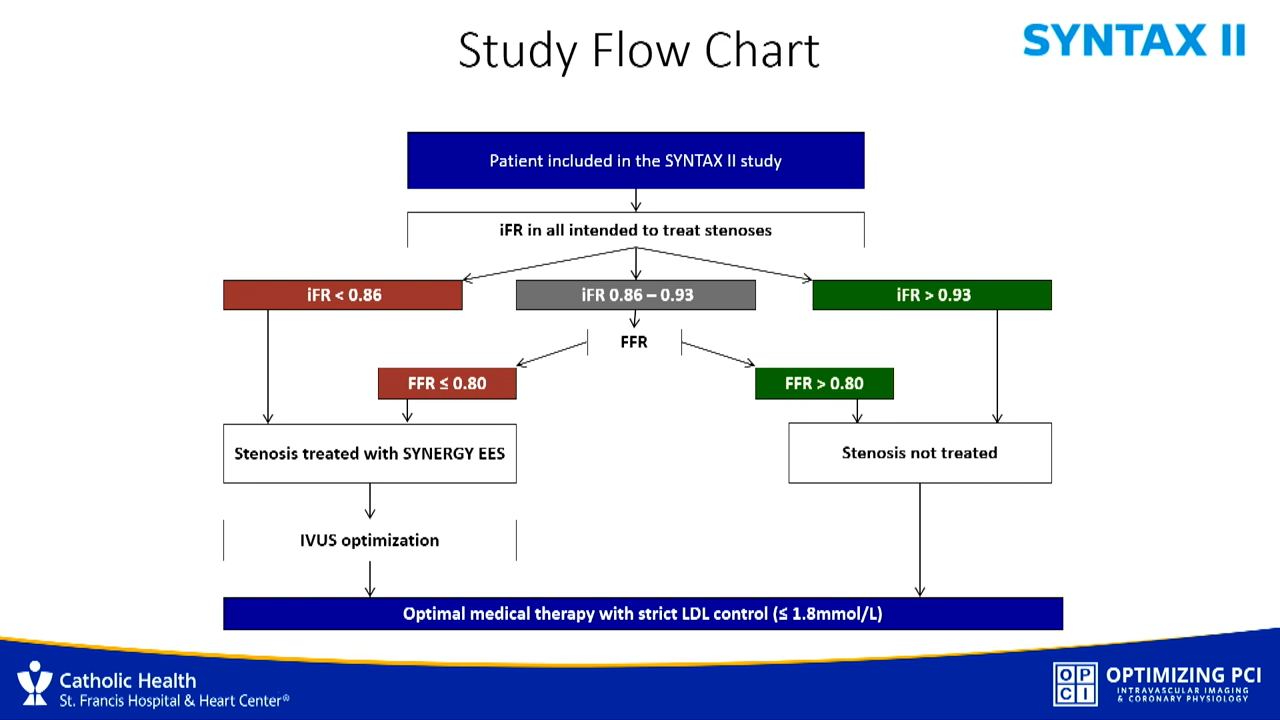 Study Flow Chart
SYNTAX II
Patient included in the SYNTAX II study
iFR in all intended to treat stenoses
iFR < 0.86
iFR 0.86 – 0.93
iFR > 0.93
FFR
FFR ≤ 0.80
FFR > 0.80
Stenosis treated with SYNERGY EES
Stenosis not treated
IVUS optimization
Optimal medical therapy with strict LDL control (≤ 1.8mmol/L)
Catholic Health
St. Francis Hospital & Heart Center®
OP
CI
OPTIMIZING PCI
INTRAVASCULAR IMAGING
& CORONARY PHYSIOLOGY